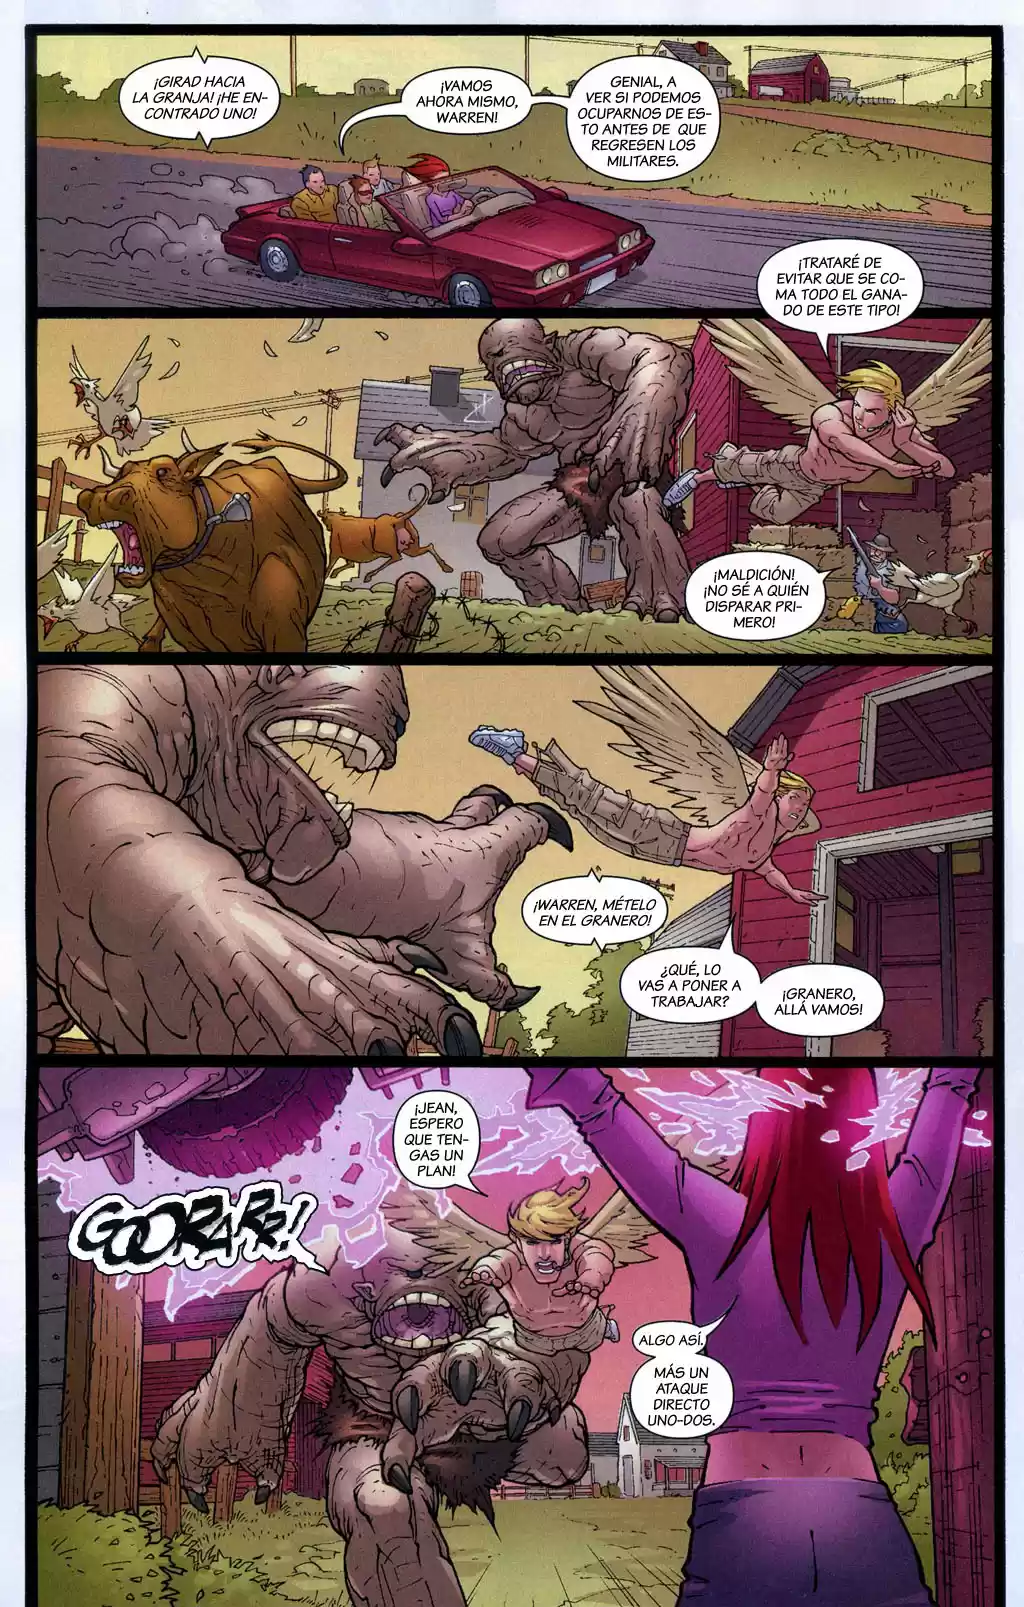 ¡GIRAD HACIA
LA GRANJA! ¡HE EN-
CONTRADO UNO!
¡VAMOS
AHORA MISMO,
WARREN!
GENIAL, A
VER SI PODEMOS
OCUPARNOS DE ES-
TO ANTES DE QUE
REGRESEN LOS
MILITARES.
¡TRATARÉ DE
EVITAR QUE SE CO-
MA TODO EL GANA-
DO DE ESTE TIPO!
¡MALDICIÓN!
¡NO SÉ A QUIÉN
DISPARAR PRI-
MERO!
¡WARREN, MÉTELO
EN EL GRANERO!
¿QUÉ, LO
VAS A PONER A
TRABAJAR?
¡GRANERO,
ALLÁ VAMOS!
¡JEAN,
ESPERO
QUE TEN-
GAS UN
PLAN!
GOORARR!
ALGO ASÍ,
MÁS UN
ATAQUE
DIRECTO
UNO-DOS.